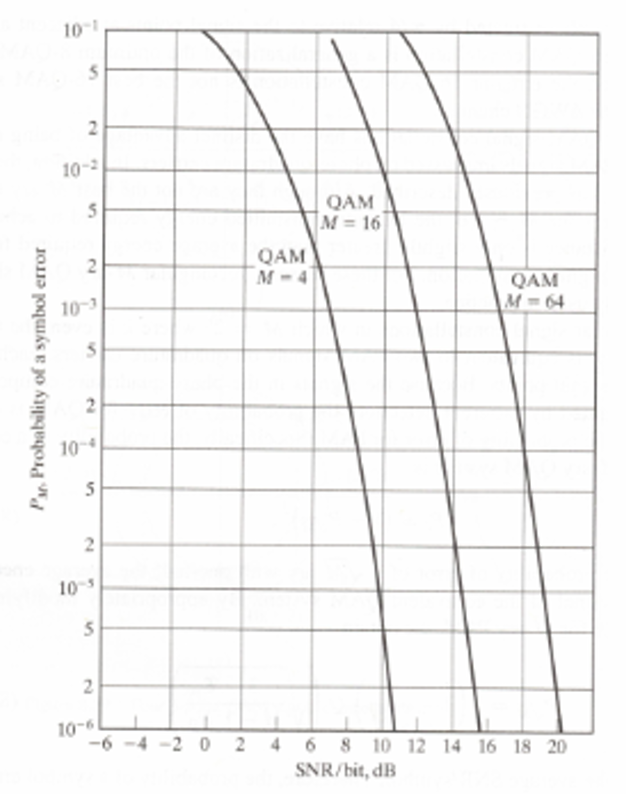 10⁻¹
5
2
10⁻²
5
2
10⁻³
5
2
10⁻⁴
5
2
10⁻⁵
5
2
10⁻⁶
P_M, Probability of a symbol error
QAM
M = 16
QAM
M = 4
QAM
M = 64
−6 −4 −2 0 2 4 6 8 10 12 14 16 18 20
SNR/bit, dB